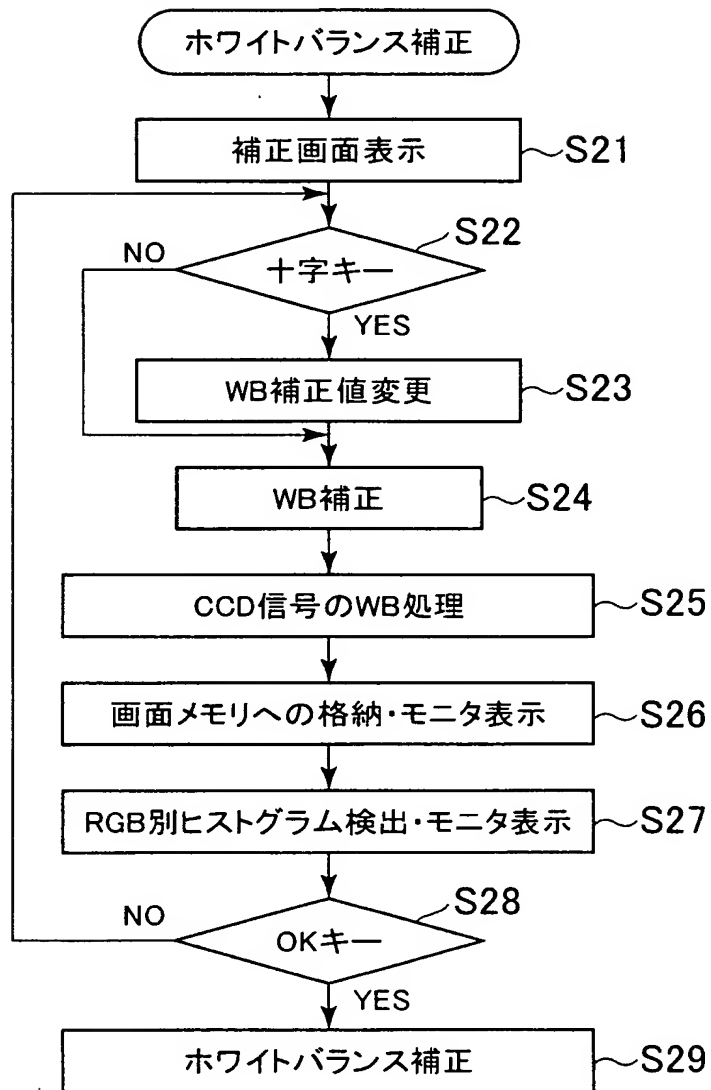 ホワイトバランス補正
補正画面表示 S21
S22
NO 十字キー
YES
WB補正値変更 S23
WB補正 S24
CCD信号のWB処理 S25
画面メモリへの格納・モニタ表示 S26
RGB別ヒストグラム検出・モニタ表示 S27
S28
NO OKキー
YES
ホワイトバランス補正 S29